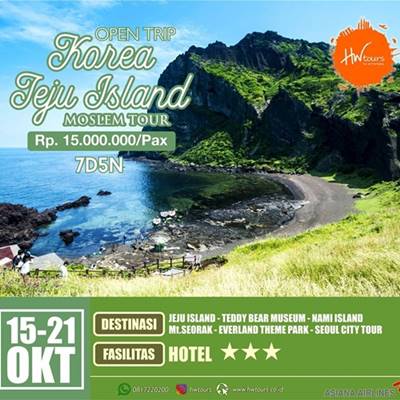 OPEN TRIP
Korea
Jeju Island
MOSLEM TOUR
Rp. 15.000.000/Pax
7D5N
HWtours
15-21
OKT
DESTINASI
JEJU ISLAND - TEDDY BEAR MUSEUM - NAMI ISLAND
Mt.SEORAK - EVERLAND THEME PARK - SEOUL CITY TOUR
FASILITAS
HOTEL ★★★
0817220200
hwtours
www.hwtours.co.id
ASIANA AIRLINES